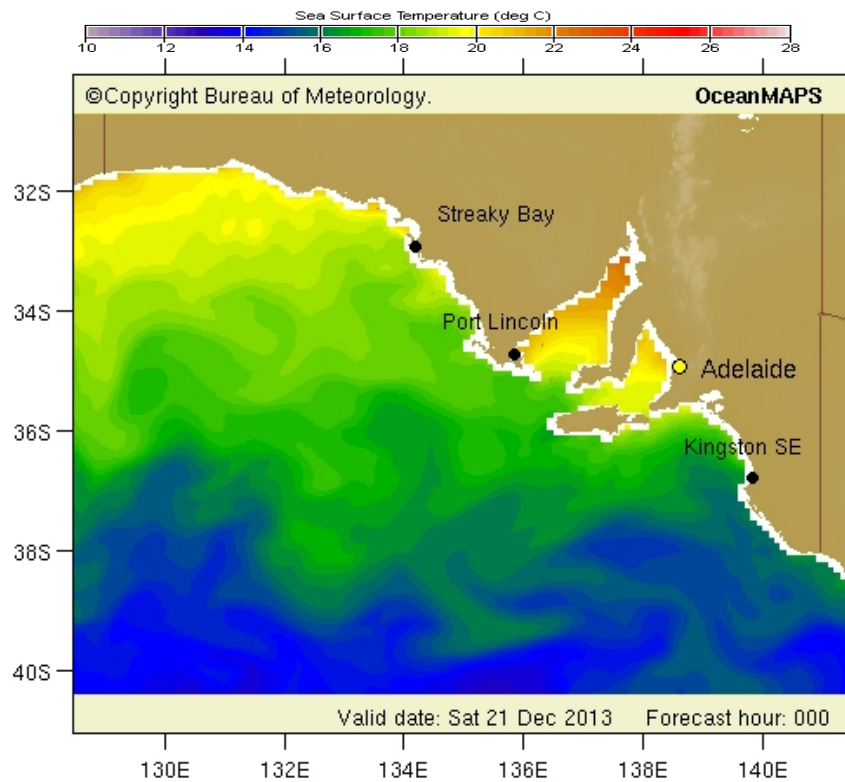 Sea Surface Temperature (deg C)
10 12 14 16 18 20 22 24 26 28
©Copyright Bureau of Meteorology. OceanMAPS
32S
Streaky Bay
34S
Port Lincoln
Adelaide
36S
Kingston SE
38S
40S
Valid date: Sat 21 Dec 2013 Forecast hour: 000
130E 132E 134E 136E 138E 140E